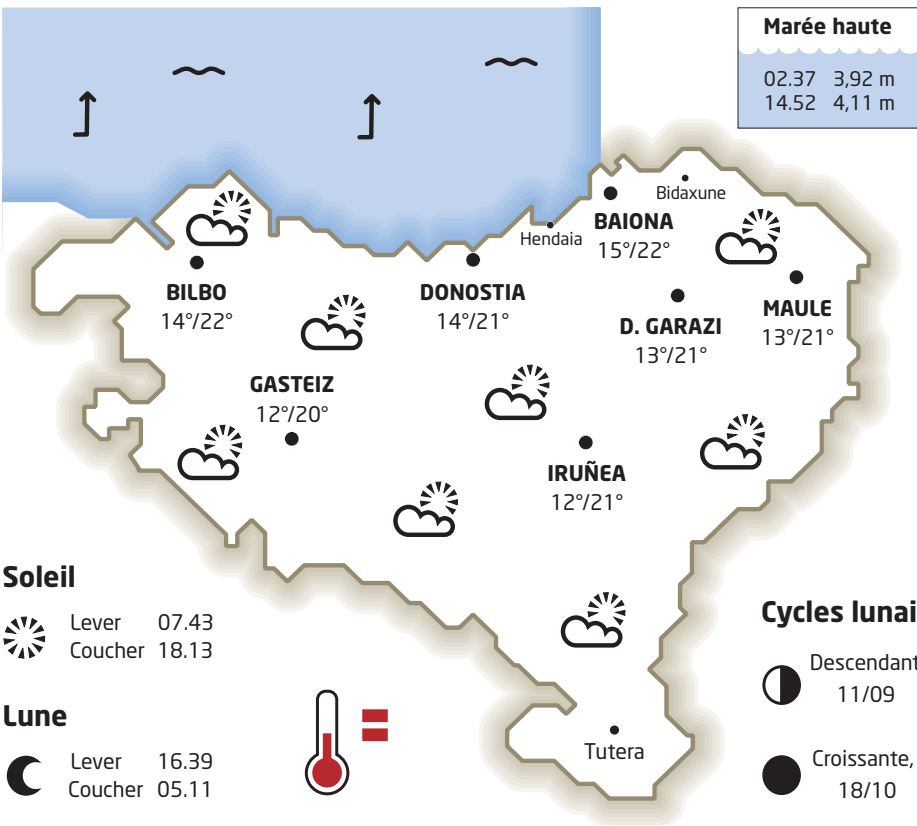 Marée haute
02.37 3,92 m
14.52 4,11 m
Bidaxune
BAIONA
15°/22°
Hendaia
BILBO
14°/22°
DONOSTIA
14°/21°
D. GARAZI
13°/21°
MAULE
13°/21°
GASTEIZ
12°/20°
IRUÑEA
12°/21°
Soleil
Lever 07.43
Coucher 18.13
Lune
Lever 16.39
Coucher 05.11
Tutera
Cycles lunai
Descendant
11/09
Croissante,
18/10